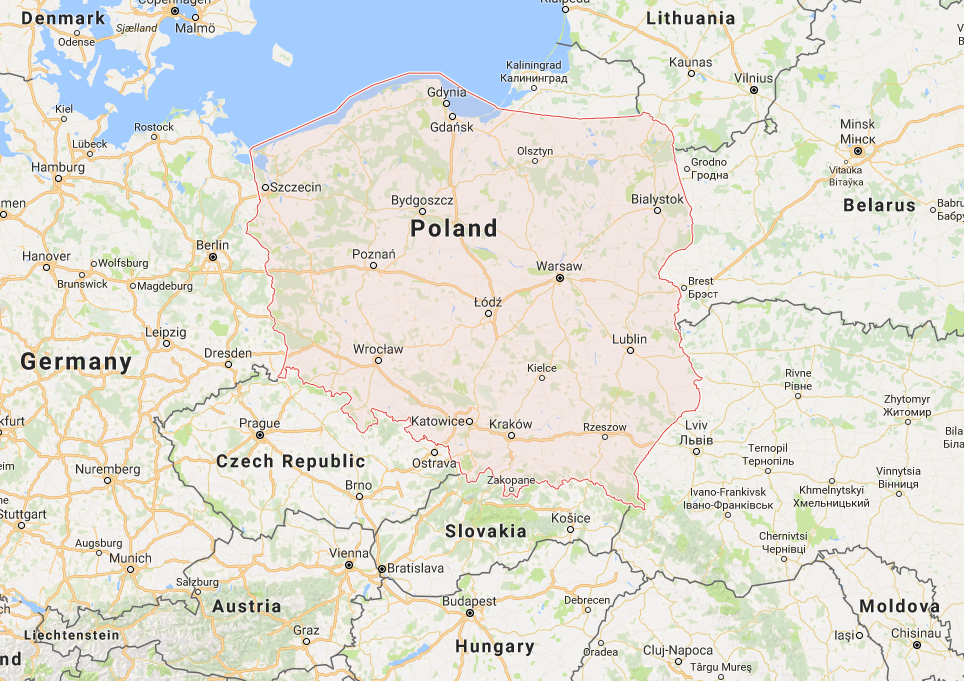 Denmark
Sjælland
Malmö
Odense
Lithuania
Kaunas
Vilnius
Kaliningrad
Калининград
Kiel
Lübeck
Rostock
Hamburg
Gdynia
Gdańsk
Olsztyn
Minsk
Мінск
Vitaŭka
Вітаўка
Grodno
Гродна
Belarus
Szczecin
Bydgoszcz
Bialystok
Poland
Hanover
Wolfsburg
Berlin
Brunswick
Magdeburg
Poznań
Warsaw
Brest
Брэст
Łódź
Leipzig
Germany
Dresden
Wrocław
Kielce
Lublin
Rivne
Рівне
Zhytomyr
Житомир
Prague
Katowice
Kraków
Rzeszow
Lviv
Львів
Czech Republic
Ostrava
Zakopane
Ternopil
Тернопіль
Nuremberg
Brno
Vinnytsia
Вінниця
Khmelnytskyi
Хмельницький
Ivano-Frankivsk
Івано-Франківськ
Stuttgart
Slovakia
Košice
Chernivtsi
Чернівці
Augsburg
Munich
Vienna
Bratislava
Salzburg
Austria
Budapest
Debrecen
Moldova
Liechtenstein
Graz
Hungary
Oradea
Cluj-Napoca
Târgu Mureș
Iași
Chisinau